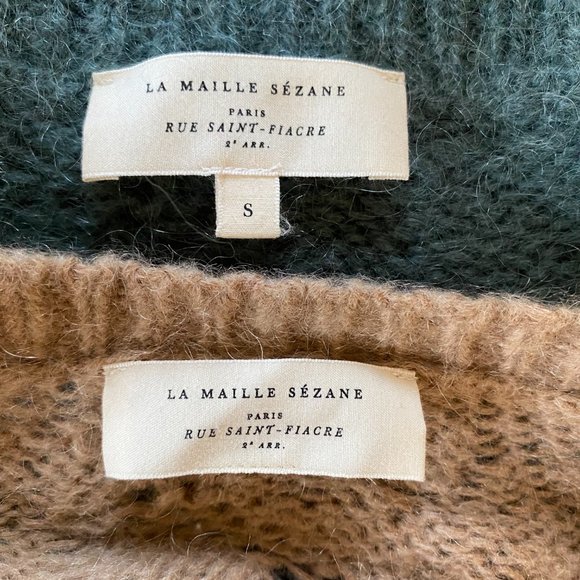 LA MAILLE SÉZANE
PARIS
RUE SAINT-FIACRE
2e ARR.
S
LA MAILLE SÉZANE
PARIS
RUE SAINT-FIACRE
2e ARR.